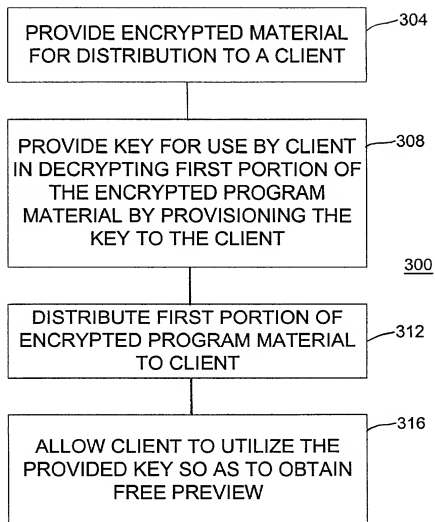 PROVIDE ENCRYPTED MATERIAL
FOR DISTRIBUTION TO A CLIENT
304
PROVIDE KEY FOR USE BY CLIENT
IN DECRYPTING FIRST PORTION OF
THE ENCRYPTED PROGRAM
MATERIAL BY PROVISIONING THE
KEY TO THE CLIENT
308
300
DISTRIBUTE FIRST PORTION OF
ENCRYPTED PROGRAM MATERIAL
TO CLIENT
312
ALLOW CLIENT TO UTILIZE THE
PROVIDED KEY SO AS TO OBTAIN
FREE PREVIEW
316